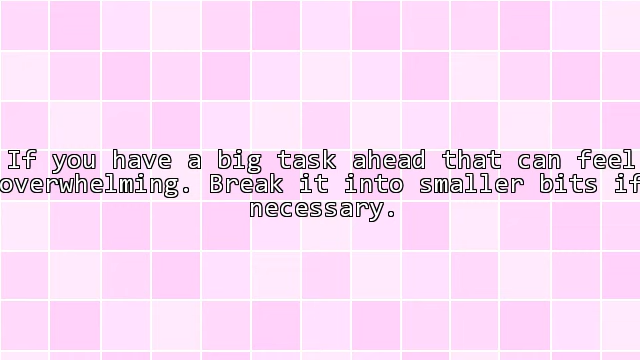 If you have a big task ahead that can feel
overwhelming. Break it into smaller bits if
necessary.